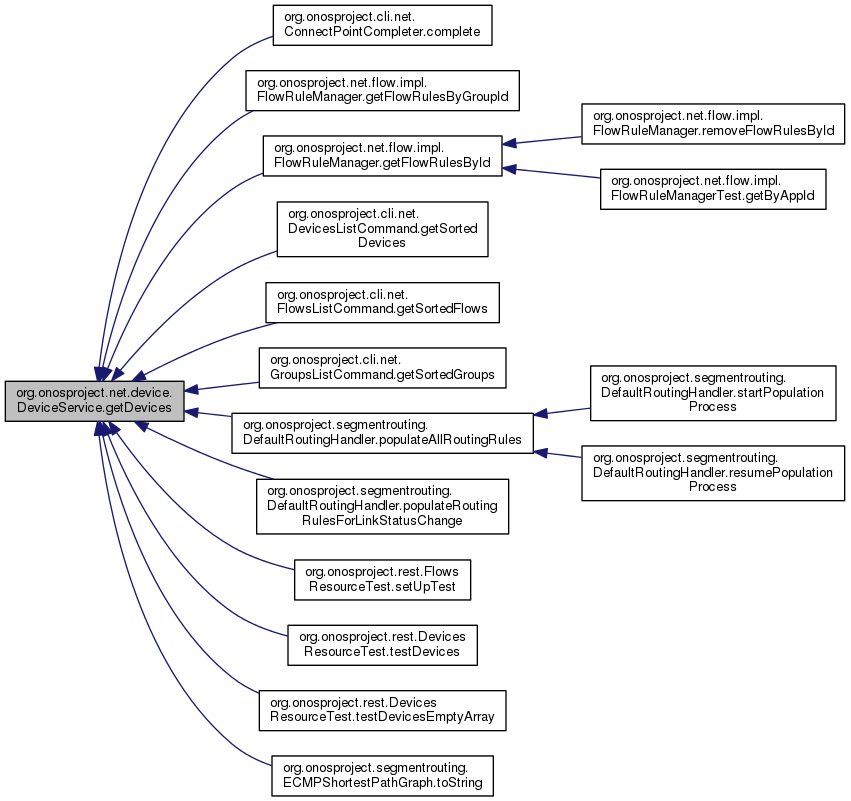 org.onosproject.cli.net.
ConnectPointCompleter.complete
org.onosproject.net.flow.impl.
FlowRuleManager.getFlowRulesByGroupId
org.onosproject.net.flow.impl.
FlowRuleManager.removeFlowRulesById
org.onosproject.net.flow.impl.
FlowRuleManager.getFlowRulesById
org.onosproject.net.flow.impl.
FlowRuleManagerTest.getByAppId
org.onosproject.cli.net.
DevicesListCommand.getSorted
Devices
org.onosproject.cli.net.
FlowsListCommand.getSortedFlows
org.onosproject.cli.net.
GroupsListCommand.getSortedGroups
org.onosproject.net.device.
DeviceService.getDevices
org.onosproject.segmentrouting.
DefaultRoutingHandler.startPopulation
Process
org.onosproject.segmentrouting.
DefaultRoutingHandler.populateAllRoutingRules
org.onosproject.segmentrouting.
DefaultRoutingHandler.resumePopulation
Process
org.onosproject.segmentrouting.
DefaultRoutingHandler.populateRouting
RulesForLinkStatusChange
org.onosproject.rest.Flows
ResourceTest.setUpTest
org.onosproject.rest.Devices
ResourceTest.testDevices
org.onosproject.rest.Devices
ResourceTest.testDevicesEmptyArray
org.onosproject.segmentrouting.
ECMPShortestPathGraph.toString